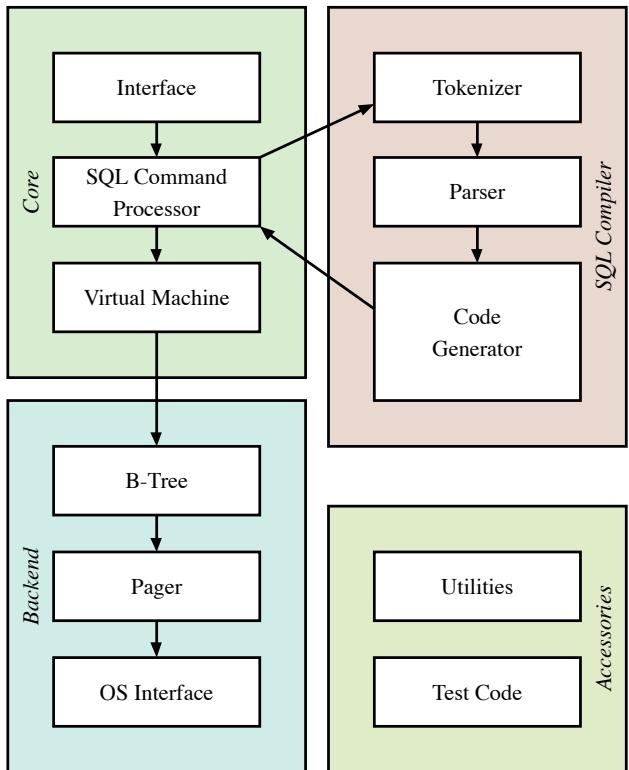 Interface
SQL Command
Processor
Virtual Machine
Core
Tokenizer
Parser
Code
Generator
SQL Compiler
B-Tree
Pager
OS Interface
Backend
Utilities
Test Code
Accessories